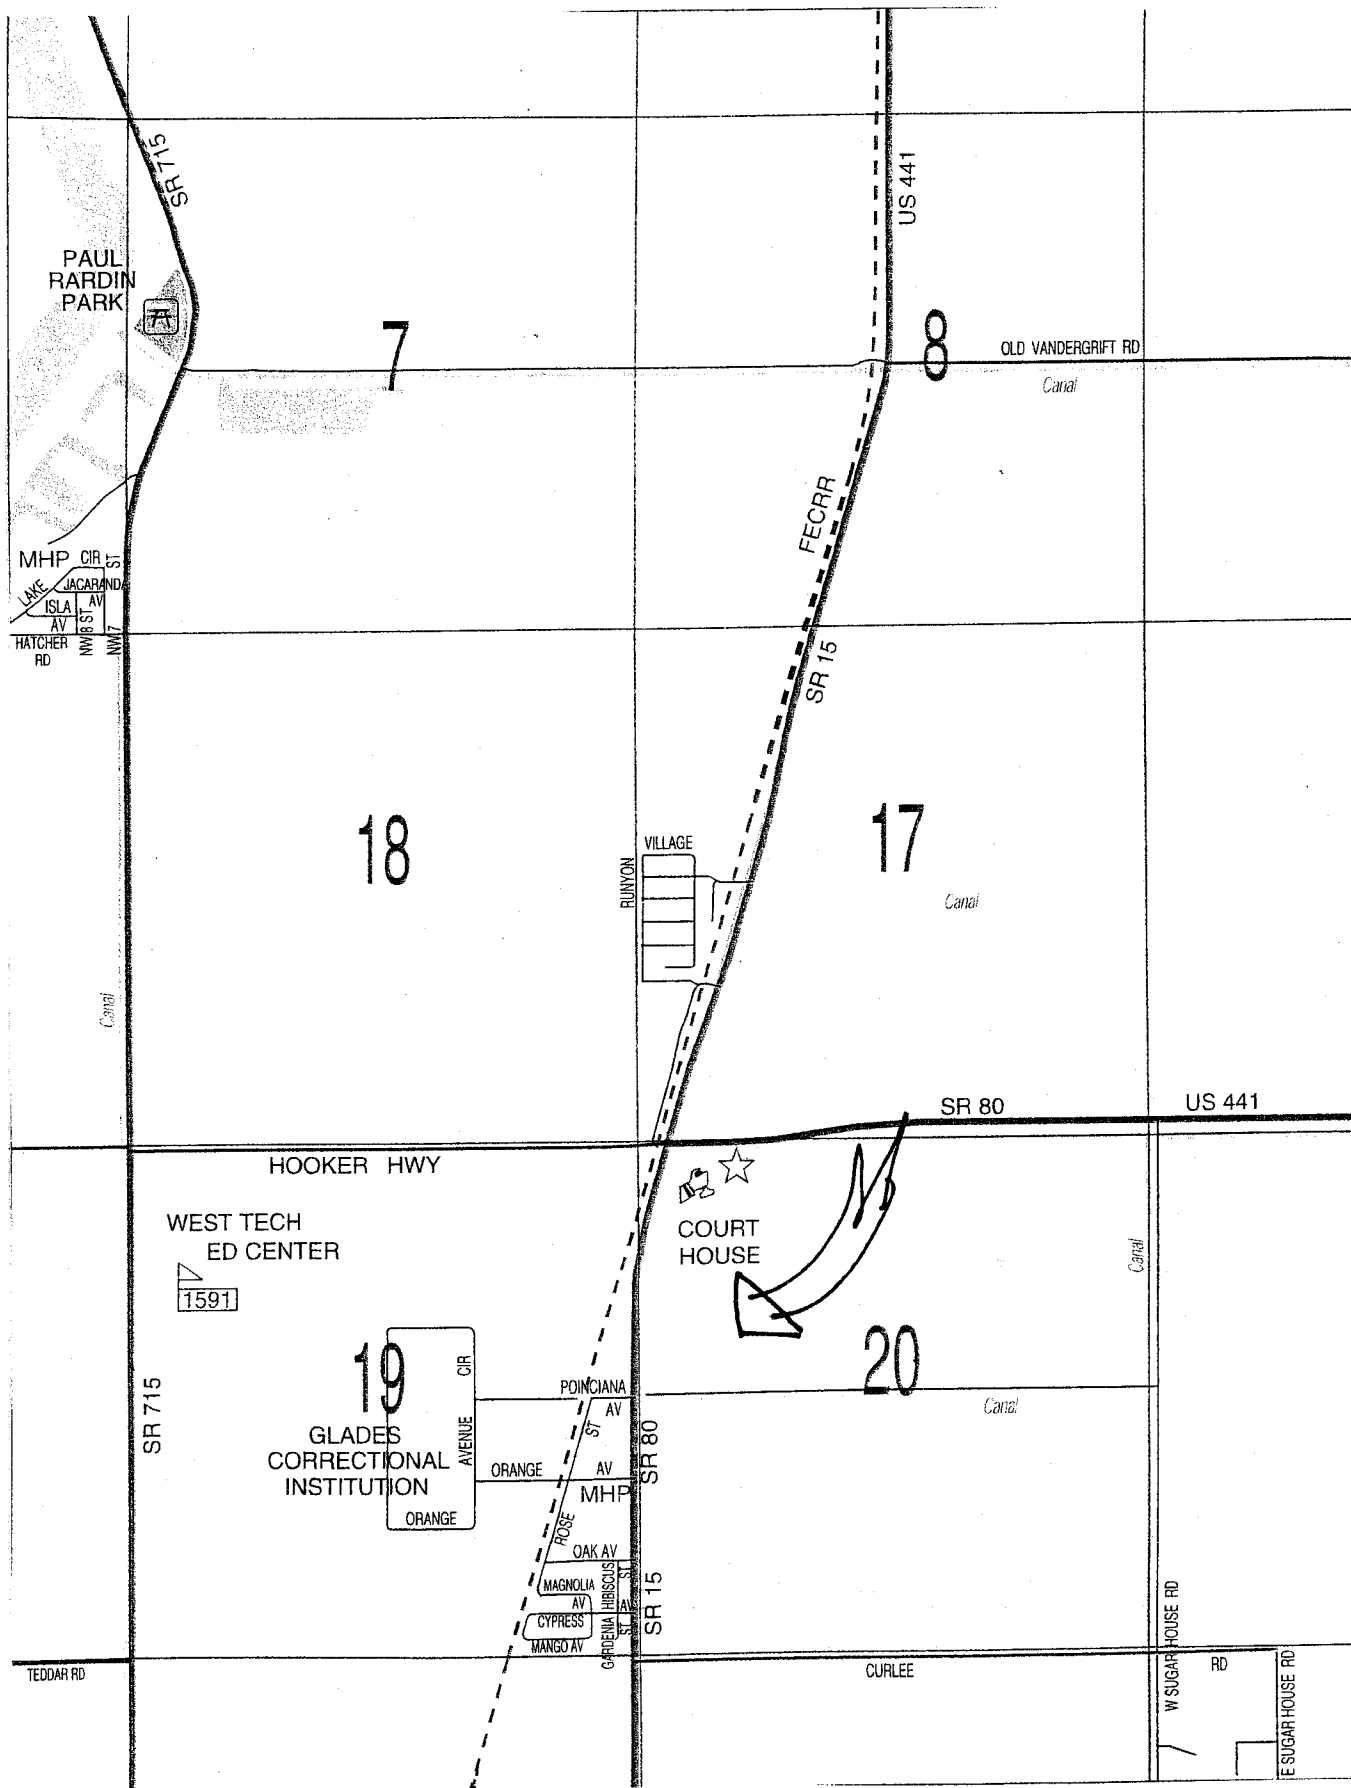 SR 715
US 441
PAUL
RARDIN
PARK
7
8
OLD VANDERGRIFT RD
Canal
FECRR
MHP
CIR
ST
LAKE
JACARANDA
AV
ISLA
AV
NW 8 ST
NW 7
HATCHER
RD
SR 15
18
17
VILLAGE
RUNYON
Canal
Canal
SR 80
US 441
HOOKER HWY
WEST TECH
ED CENTER
1591
COURT
HOUSE
Canal
19
20
CIR
POINCIANA
AV
Canal
SR 715
ST
SR 80
GLADES
CORRECTIONAL
INSTITUTION
AVENUE
ORANGE
AV
MHP
ORANGE
ROSE
OAK AV
HIBISCUS
ST
MAGNOLIA
AV
AV
CYPRESS
GARDENIA
ST
MANGO AV
SR 15
W SUGAR HOUSE RD
TEDDAR RD
CURLEE
RD
E SUGAR HOUSE RD